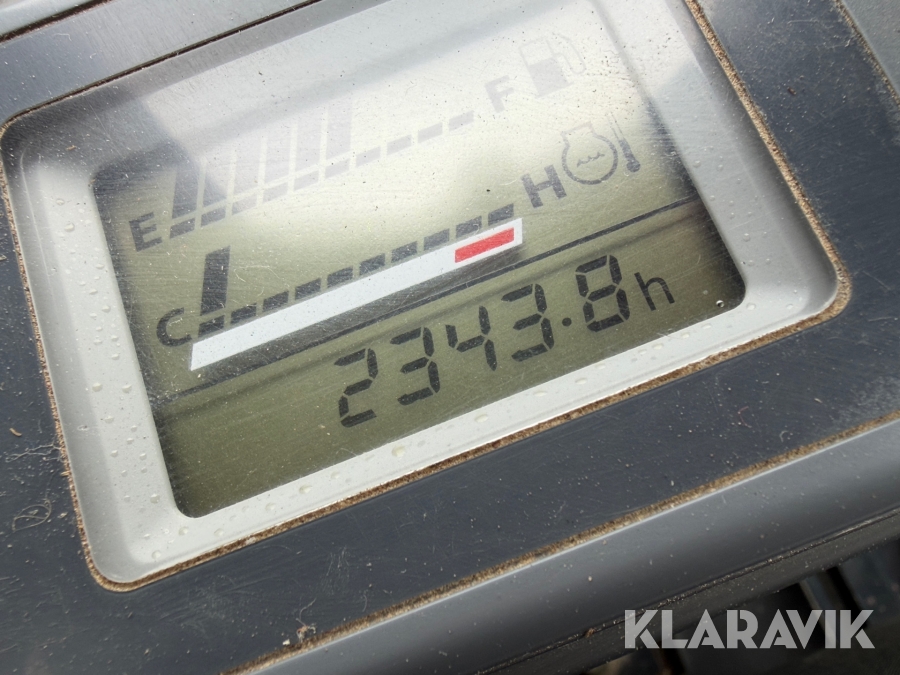 E F
C H
2343.8h
KLARAVIK